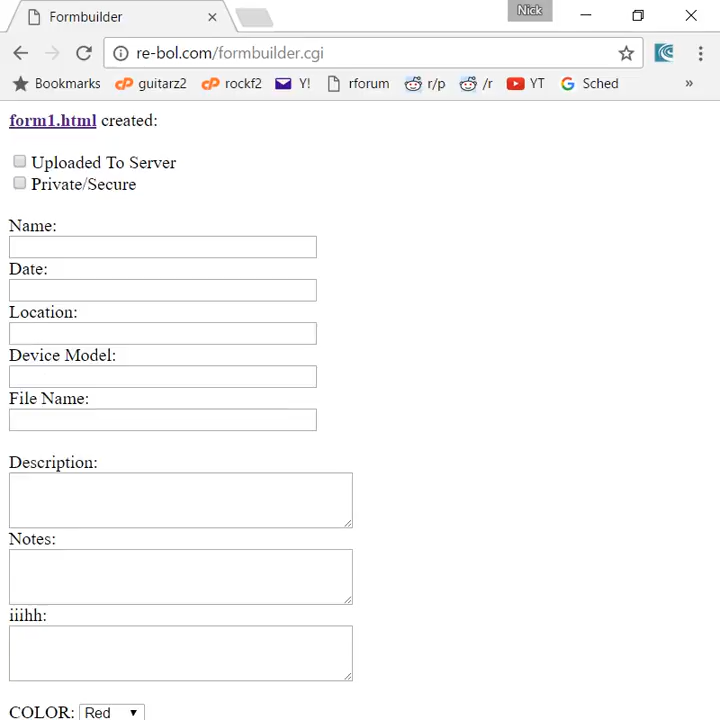 Formbuilder
Nick
re-bol.com/formbuilder.cgi
Bookmarks guitarz2 rockf2 Y! rforum r/p /r YT Sched »
form1.html created:
Uploaded To Server
Private/Secure
Name:
Date:
Location:
Device Model:
File Name:
Description:
Notes:
iiihh:
COLOR: Red